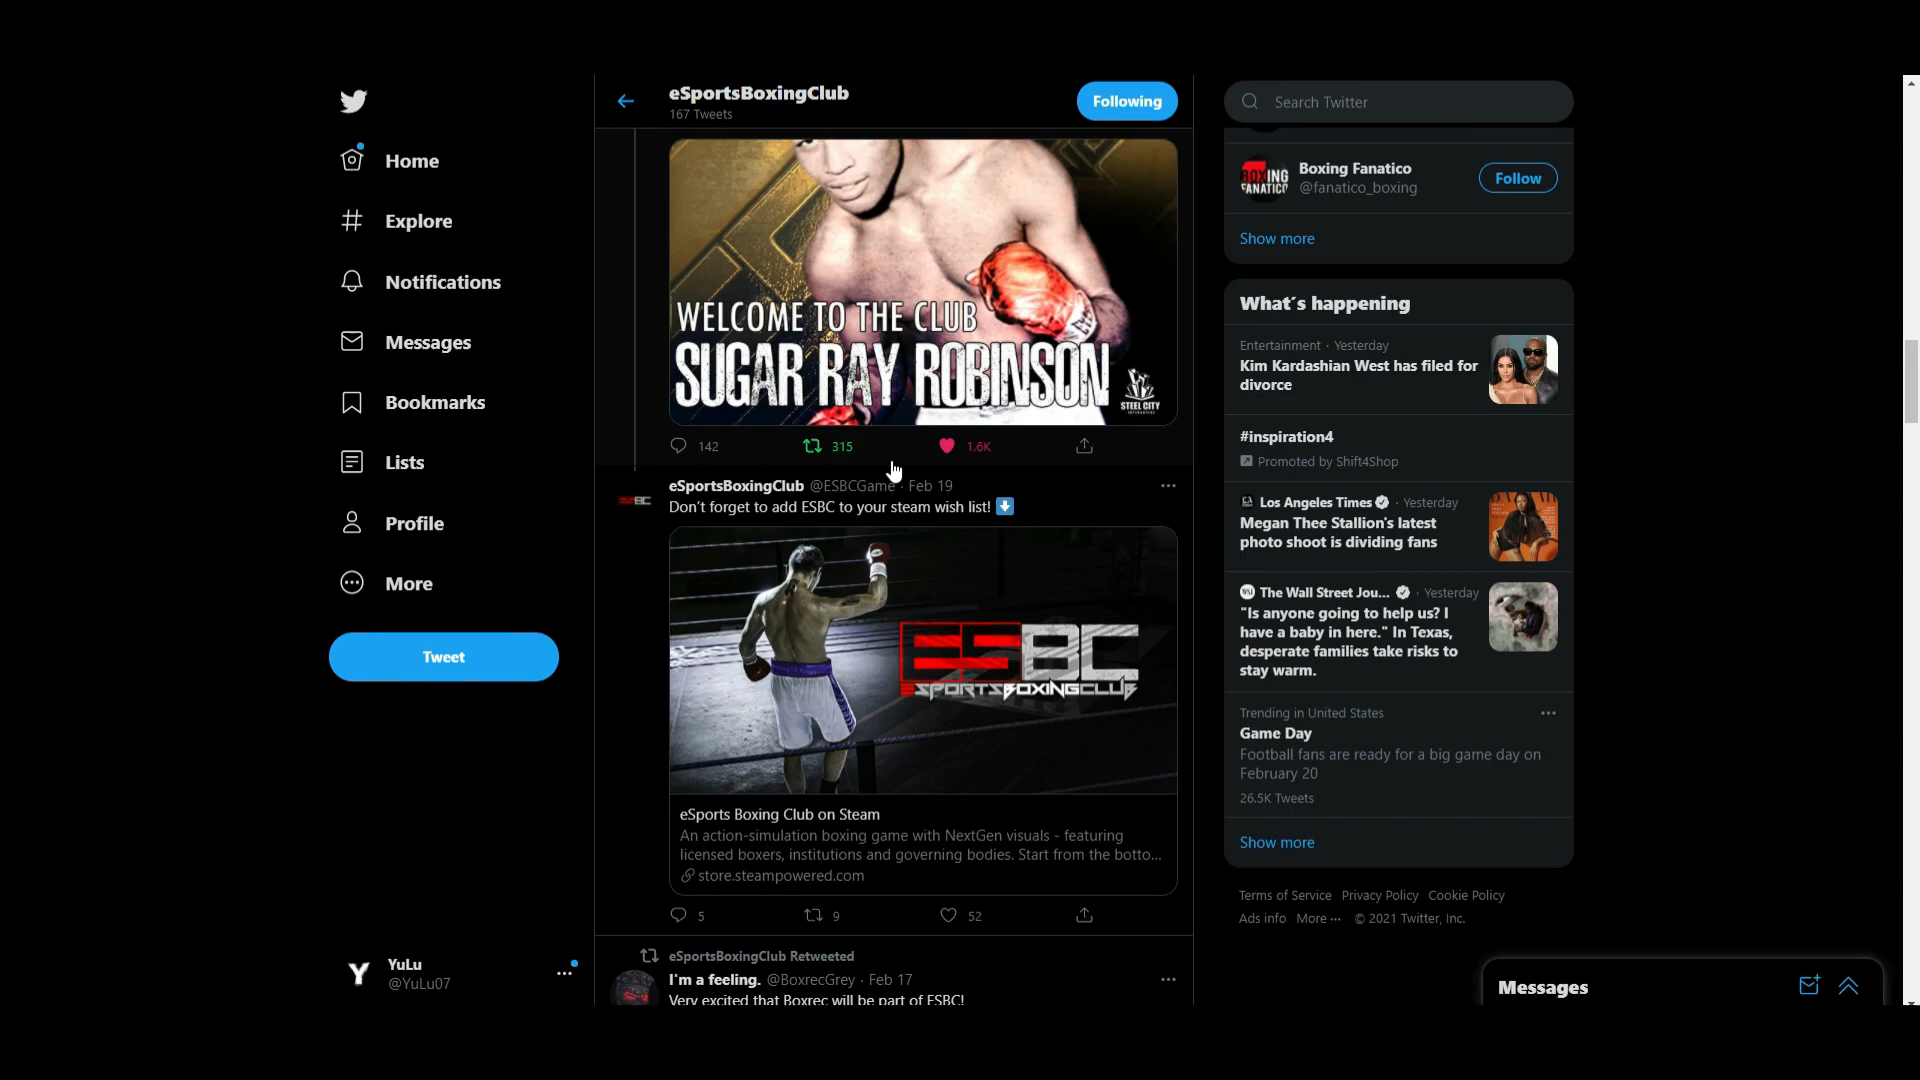 Home
Explore
Notifications
Messages
Bookmarks
Lists
Profile
More
Tweet
YuLu
@YuLu07
eSportsBoxingClub
167 Tweets
Following
WELCOME TO THE CLUB
SUGAR RAY ROBINSON
STEEL CITY
INTERACTIVE
142 315 1.6K
eSportsBoxingClub @ESBCGame · Feb 19
Don't forget to add ESBC to your steam wish list!
ESBC
ESPORTSBOXINGCLUB
eSports Boxing Club on Steam
An action-simulation boxing game with NextGen visuals - featuring
licensed boxers, institutions and governing bodies. Start from the botto...
store.steampowered.com
5 9 52
eSportsBoxingClub Retweeted
I'm a feeling. @BoxrecGrey · Feb 17
Very excited that Boxrec will be part of ESBC!
Search Twitter
BOXING
FANATICO
Boxing Fanatico
@fanatico_boxing
Follow
Show more
What's happening
Entertainment · Yesterday
Kim Kardashian West has filed for
divorce
#inspiration4
Promoted by Shift4Shop
Los Angeles Times · Yesterday
Megan Thee Stallion's latest
photo shoot is dividing fans
The Wall Street Jou... · Yesterday
"Is anyone going to help us? I
have a baby in here." In Texas,
desperate families take risks to
stay warm.
Trending in United States
Game Day
Football fans are ready for a big game day on
February 20
26.5K Tweets
Show more
Terms of Service Privacy Policy Cookie Policy
Ads info More ··· © 2021 Twitter, Inc.
Messages